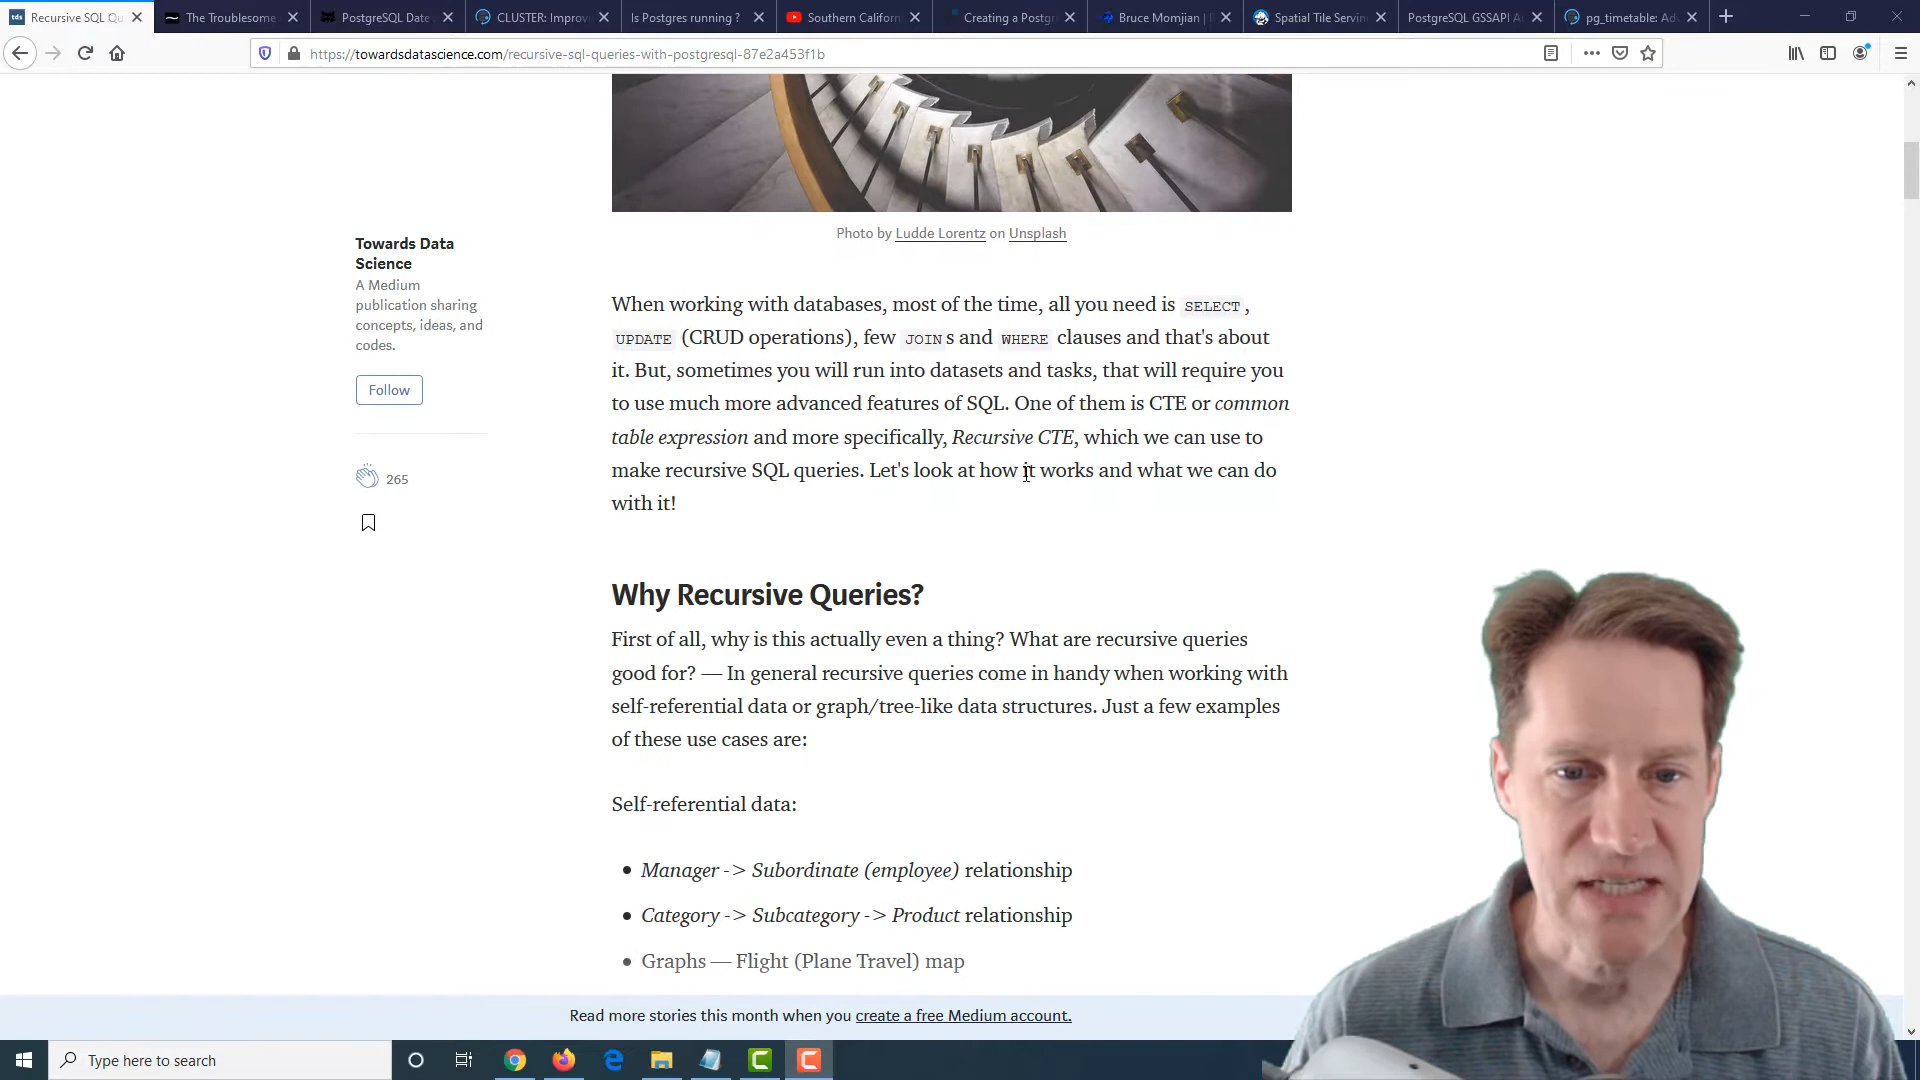 Recursive SQL Qu
The Troublesome
PostgreSQL Date
CLUSTER: Improv
Is Postgres running ?
Southern Californ
Creating a Postgr
Bruce Momjian |
Spatial Tile Servin
PostgreSQL GSSAPI A
pg_timetable: Adv
https://towardsdatascience.com/recursive-sql-queries-with-postgresql-87e2a453f1b
Photo by Ludde Lorentz on Unsplash
Towards Data
Science
A Medium
publication sharing
concepts, ideas, and
codes.
Follow
265
When working with databases, most of the time, all you need is SELECT,
UPDATE (CRUD operations), few JOINs and WHERE clauses and that's about
it. But, sometimes you will run into datasets and tasks, that will require you
to use much more advanced features of SQL. One of them is CTE or common
table expression and more specifically, Recursive CTE, which we can use to
make recursive SQL queries. Let's look at how it works and what we can do
with it!
Why Recursive Queries?
First of all, why is this actually even a thing? What are recursive queries
good for? — In general recursive queries come in handy when working with
self-referential data or graph/tree-like data structures. Just a few examples
of these use cases are:
Self-referential data:
• Manager -> Subordinate (employee) relationship
• Category -> Subcategory -> Product relationship
• Graphs — Flight (Plane Travel) map
Read more stories this month when you create a free Medium account.
Type here to search